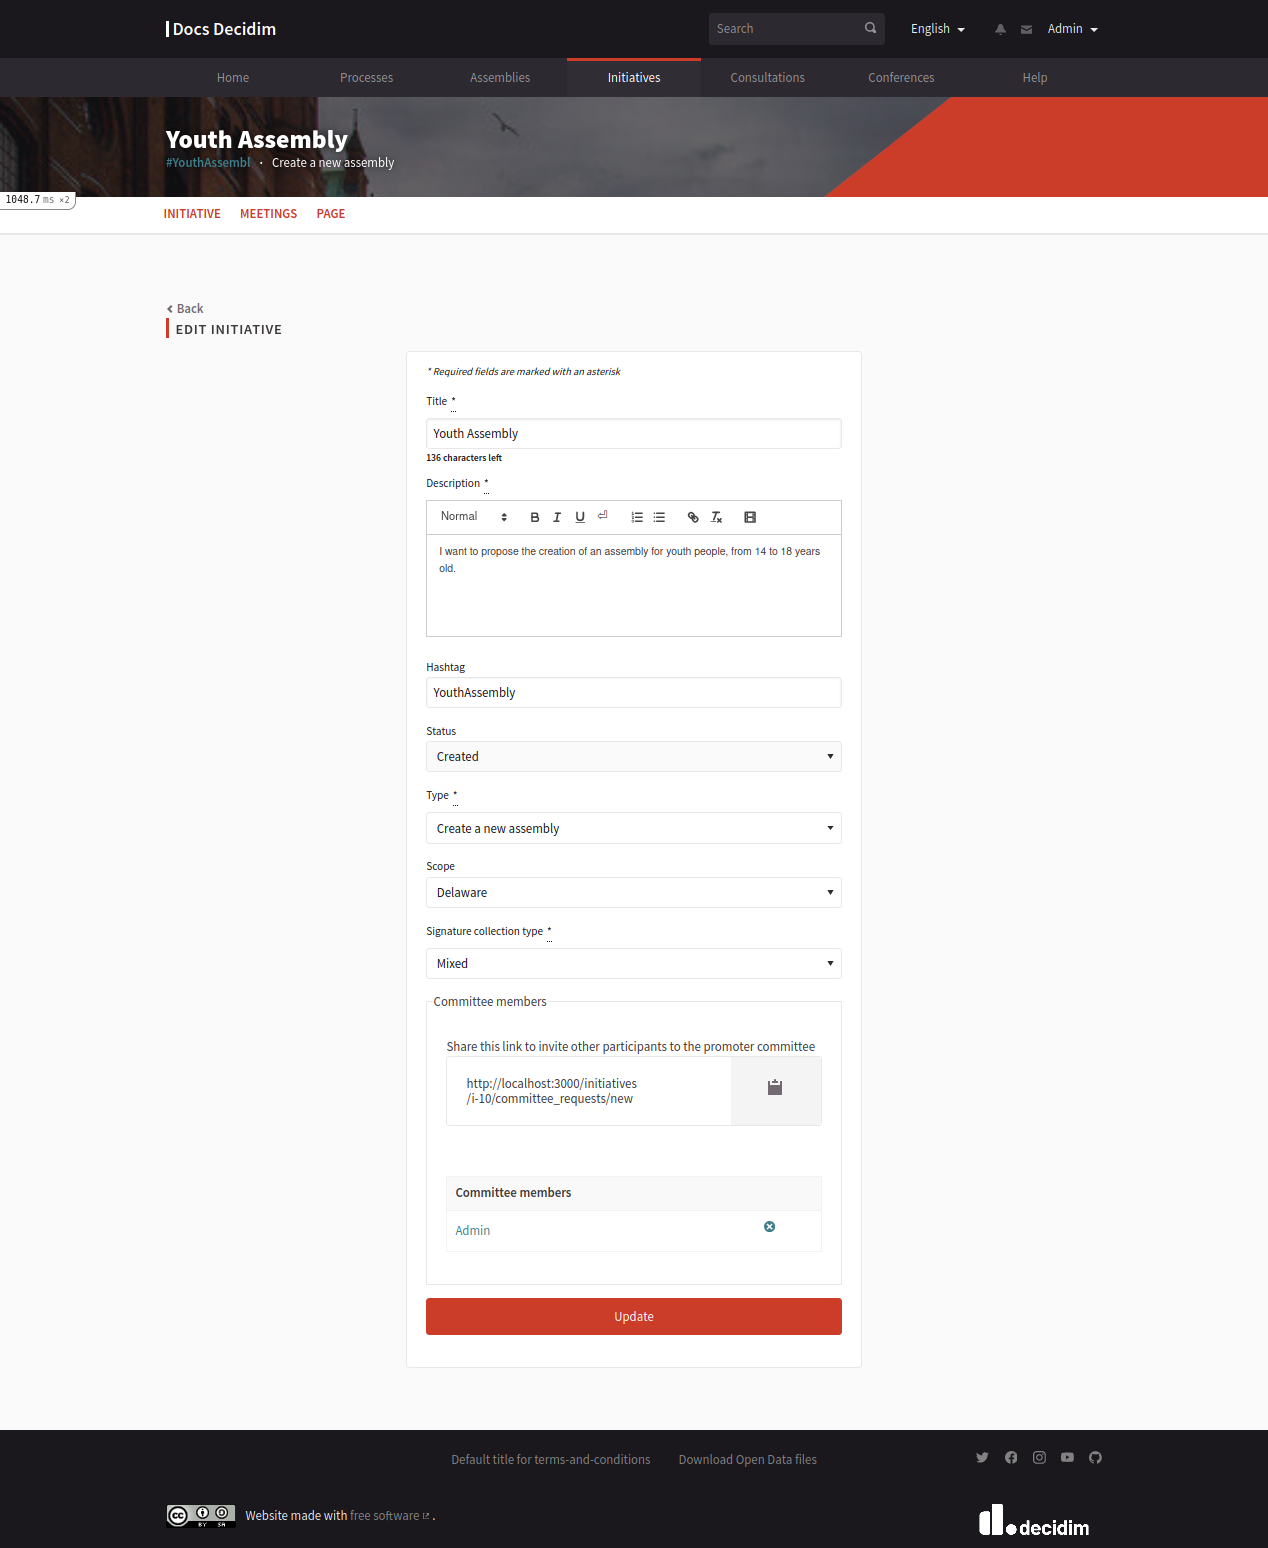 Docs Decidim
Search
English
Admin
Home Processes Assemblies Initiatives Consultations Conferences Help
Youth Assembly
#YouthAssembl · Create a new assembly
1048.7 ms ×2
INITIATIVE MEETINGS PAGE
Back
EDIT INITIATIVE
* Required fields are marked with an asterisk
Title *
Youth Assembly
136 characters left
Description *
Normal B I U
I want to propose the creation of an assembly for youth people, from 14 to 18 years
old.
Hashtag
YouthAssembly
Status
Created
Type *
Create a new assembly
Scope
Delaware
Signature collection type *
Mixed
Committee members
Share this link to invite other participants to the promoter committee
http://localhost:3000/initiatives
/i-10/committee_requests/new
Committee members
Admin
Update
Default title for terms-and-conditions Download Open Data files
CC BY SA
Website made with free software .
decidim